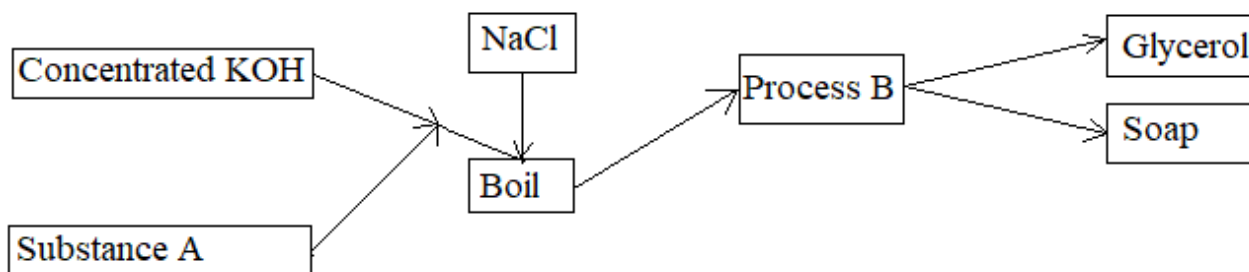 NaCl
Concentrated KOH
Glycerol
Process B
Soap
Boil
Substance A